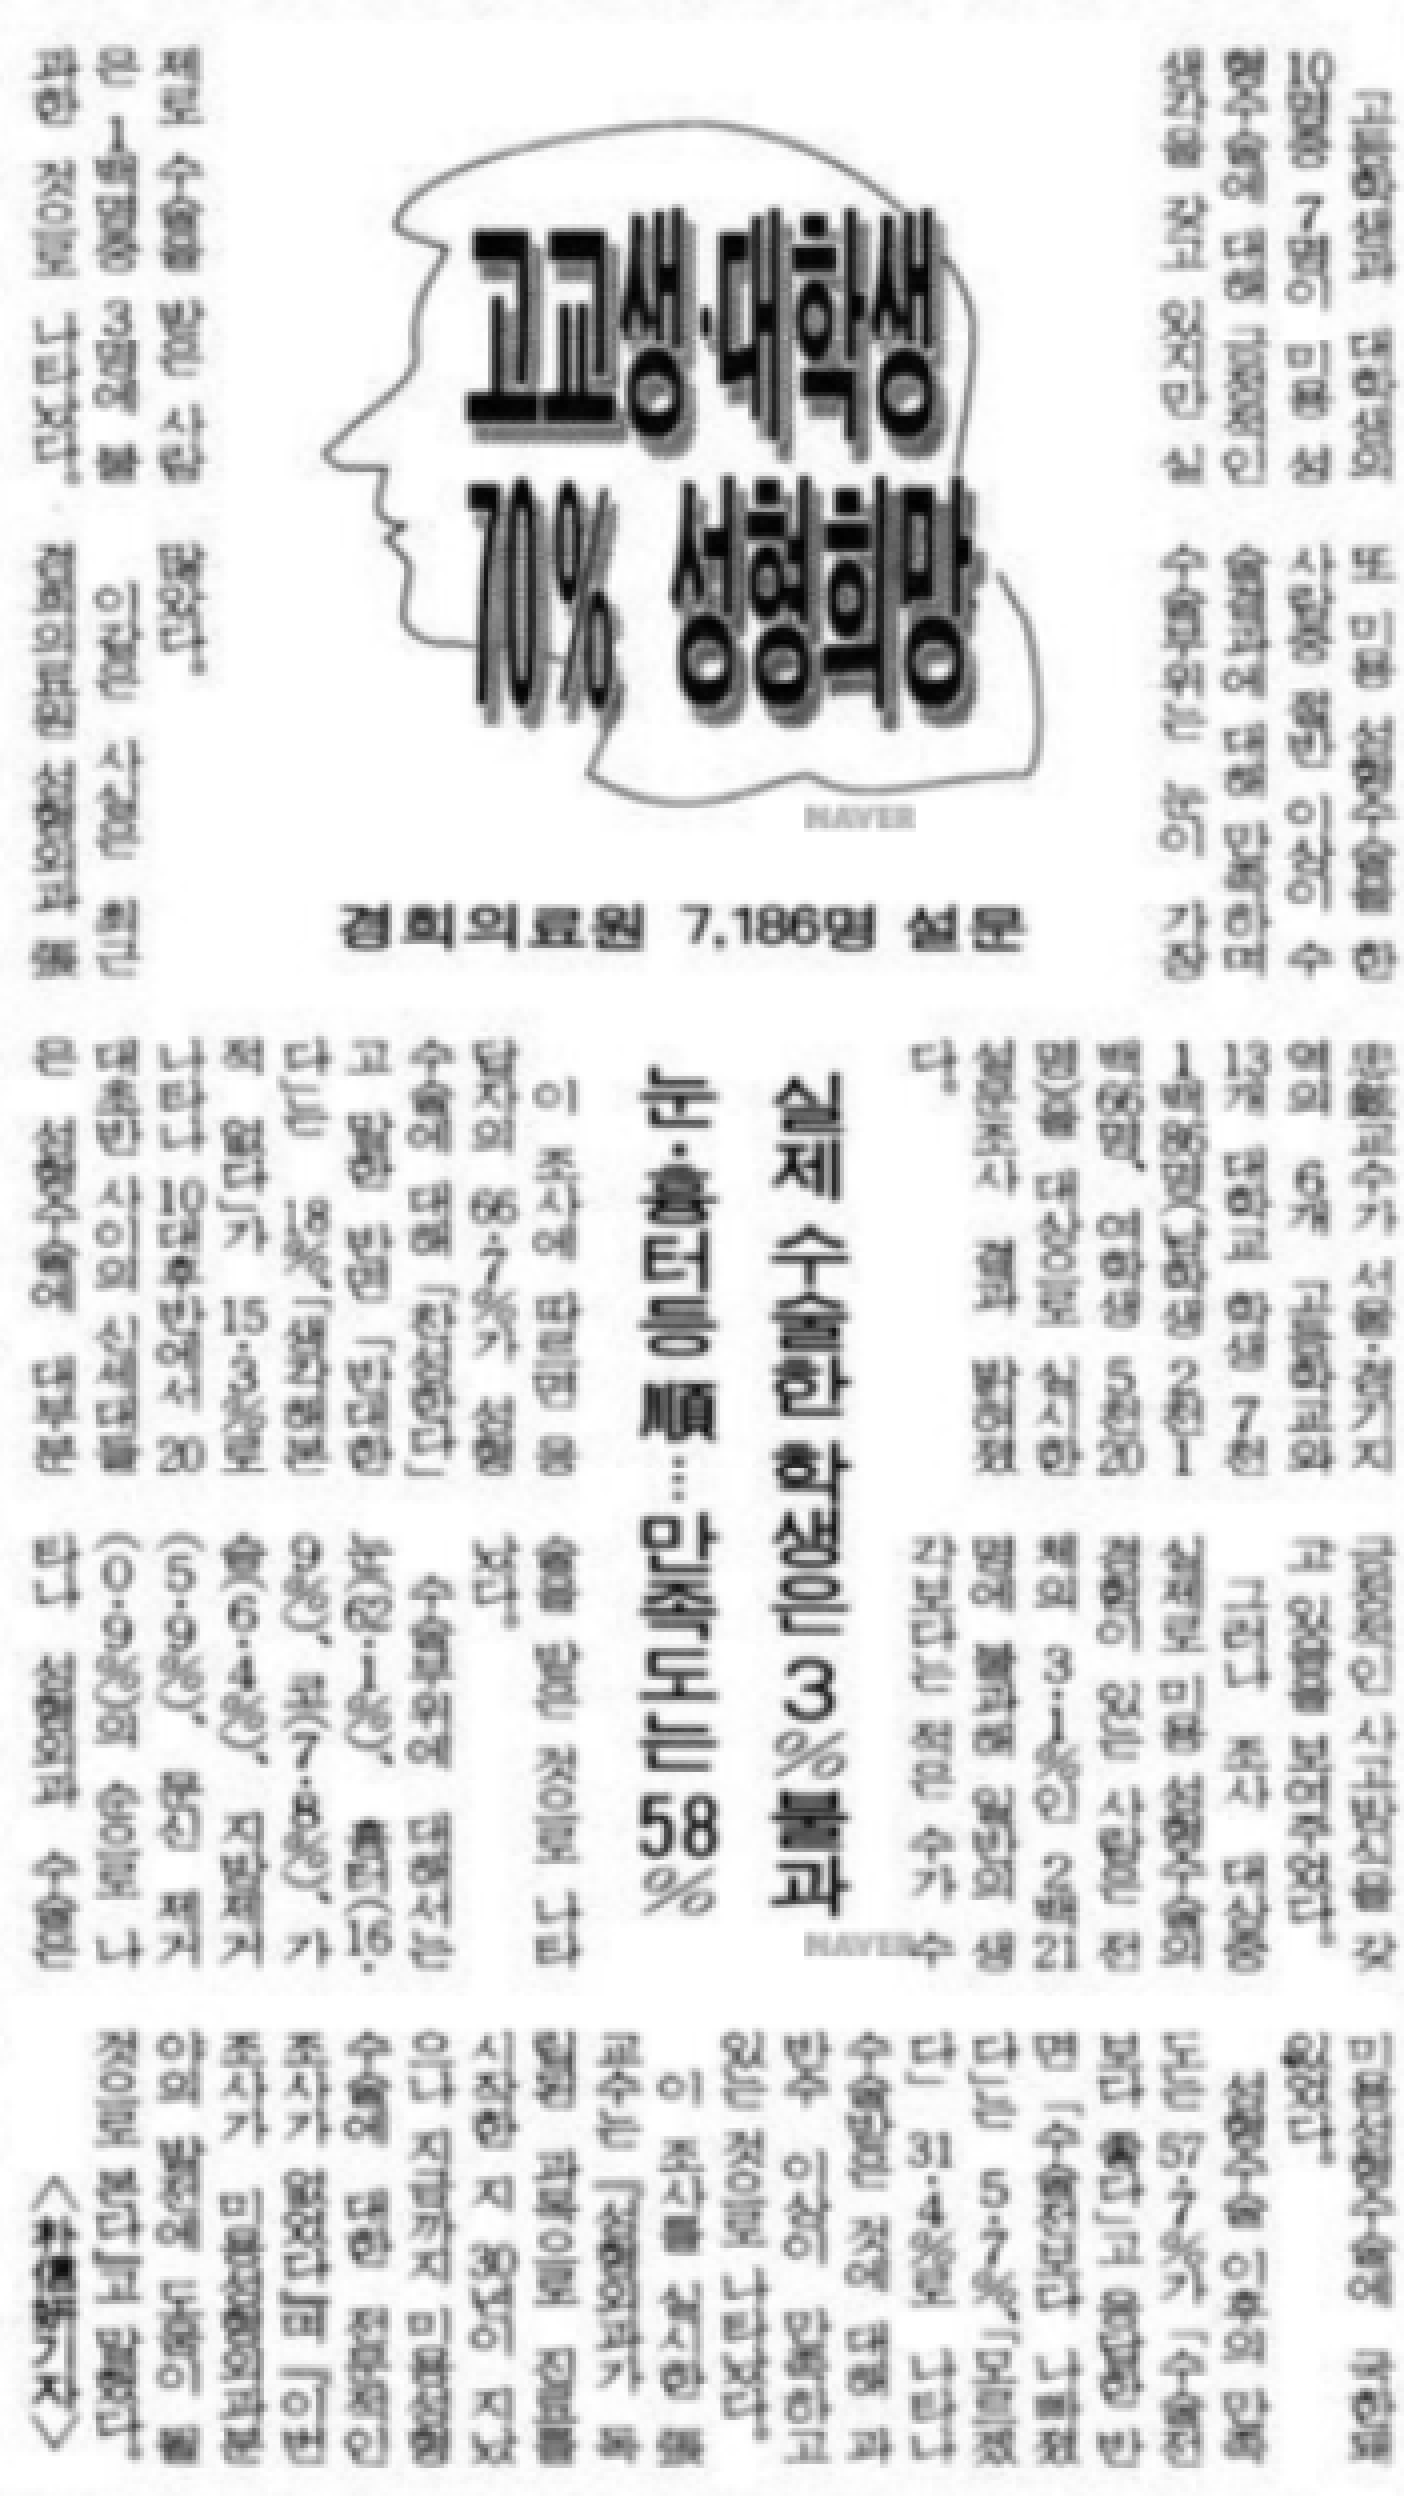 고교생·대학생
70% 성형희망
경희의료원 7,186명 설문
실제 수술한 학생은 3%불과
눈·흉터등 順…만족도는 58%
고등학생과 대학생의
10명중 7명이 미용 성
형수술에 대해 긍정적인
생각을 갖고 있지만 실
제로 수술을 받은 사람
은 1백명중 3명에 불
과한 것으로 나타났다.
또 미용 성형수술을 한
사람중 절반 이상이 수
술결과에 대해 만족하며
수술부위는 눈이 가장
많았다.
이같은 사실은 최근
경희의료원 성형외과 張
교수가 서울·경기지
역의 6개 고등학교와
13개 대학교 학생 7천
1백86명(남학생 2천1
백66명, 여학생 5천20
명)을 대상으로 실시한
설문조사 결과 밝혀졌
다.
이 조사에 따르면 응
답자의 66·7%가 성형
수술에 대해 「찬성한다」
고 말한 반면 「반대한
다」는 18%, 「생각해본
적 없다」가 15·3%로
나타나 10대후반에서 20
대초반 사이의 신세대들
은 성형수술에 대부분
긍정적인 사고방식을 갖
고 있음을 보여주었다.
그러나 조사 대상중
실제로 미용 성형수술의
경험이 있는 사람은 전
체의 3·1%인 2백21
명에 불과해 일반의 생
각보다는 적은 수가 수
술을 받은 것으로 나타
났다.
수술부위에 대해서는
눈(62·1%), 흉터(16·
9%), 코(7·8%), 가
슴(6·4%), 지방제거
(5·9%), 문신 제거
(0·9%)의 순으로 나
타나 성형외과 수술은
미용성형수술에 국한돼
있었다.
성형수술 이후의 만족
도는 57·7%가 「수술전
보다 좋다」고 응답한 반
면 「수술전보다 나빠졌
다」는 5·7%, 「모르겠
다」 31·4%로 나타나
수술받은 것에 대해 과
반수 이상이 만족하고
있는 것으로 나타났다.
이 조사를 실시한 張
교수는 「성형외과가 독
립된 과목으로 진료를
시작한 지 30년이 지났
으나 지금까지 미용성형
수술에 대한 전국적인
조사가 없었다」며 「이번
조사가 미용성형외과분
야의 발전에 도움이 될
것으로 본다」고 말했다.
NAVER
NAVER